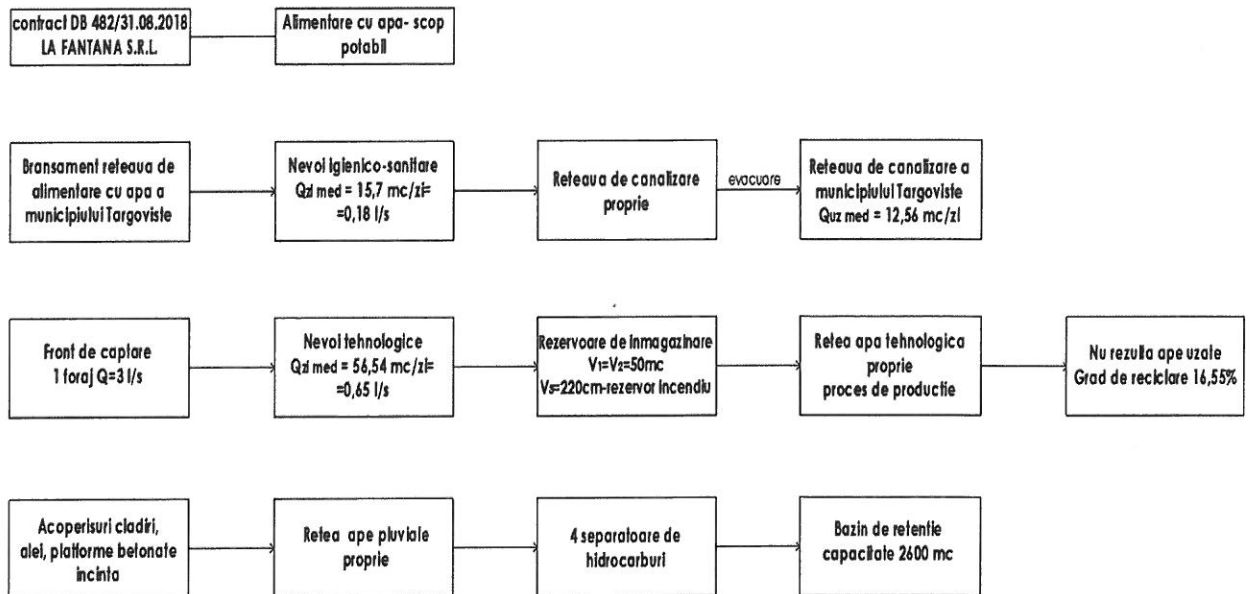 contract DB 482/31.08.2018
LA FANTANA S.R.L.
Alimentare cu apa- scop
potabil
Bransament reteaua de
alimentare cu apa a
municipiului Targoviste
Nevoi igienico-sanitare
Qzi med = 15,7 mc/zi=
=0,18 l/s
Reteaua de canalizare
proprie
evacuare
Reteaua de canalizare a
municipiului Targoviste
Quz med = 12,56 mc/zi
Front de captare
1 foraj Q=3 l/s
Nevoi tehnologice
Qzi med = 56,54 mc/zi=
=0,65 l/s
Rezervoare de inmagazinare
V1=V2=50mc
Vs=220cm-rezervor incendiu
Retea apa tehnologica
proprie
proces de productie
Nu rezulta ape uzale
Grad de reciclare 16,55%
Acoperisuri cladiri,
alei, platforme betonate
incinta
Retea ape pluviale
proprie
4 separatoare de
hidrocarburi
Bazin de retentie
capacitate 2600 mc